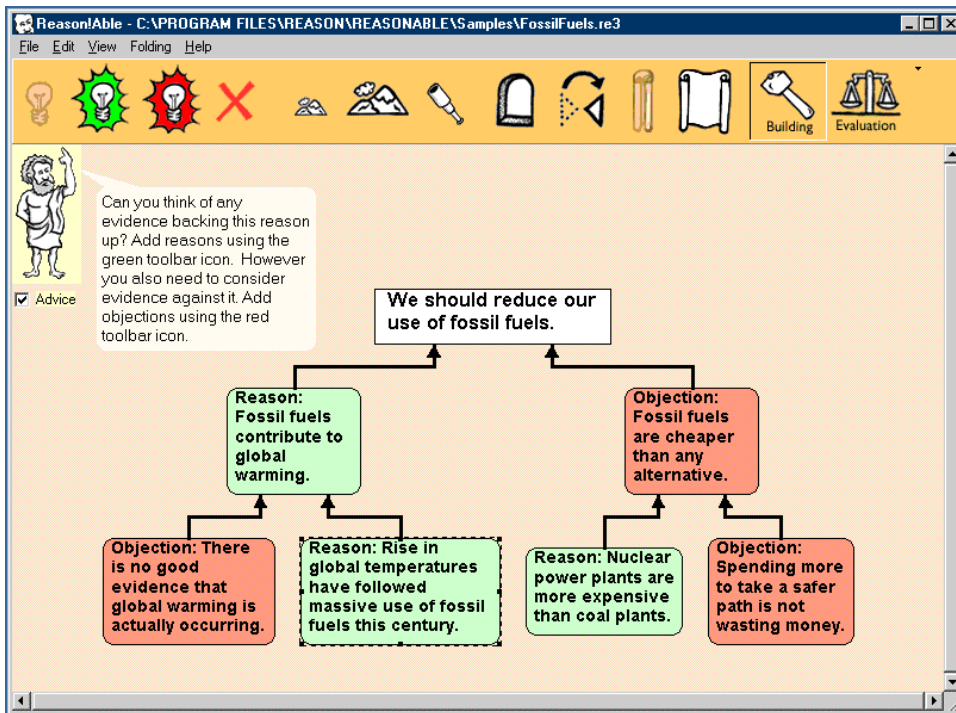 Reason!Able - C:\PROGRAM FILES\REASON\REASONABLE\Samples\FossilFuels.re3
File Edit View Folding Help
Building
Evaluation
Can you think of any
evidence backing this reason
up? Add reasons using the
green toolbar icon. However
you also need to consider
evidence against it. Add
objections using the red
toolbar icon.
Advice
We should reduce our
use of fossil fuels.
Reason:
Fossil fuels
contribute to
global
warming.
Objection:
Fossil fuels
are cheaper
than any
alternative.
Objection: There
is no good
evidence that
global warming is
actually occurring.
Reason: Rise in
global temperatures
have followed
massive use of fossil
fuels this century.
Reason: Nuclear
power plants are
more expensive
than coal plants.
Objection:
Spending more
to take a safer
path is not
wasting money.